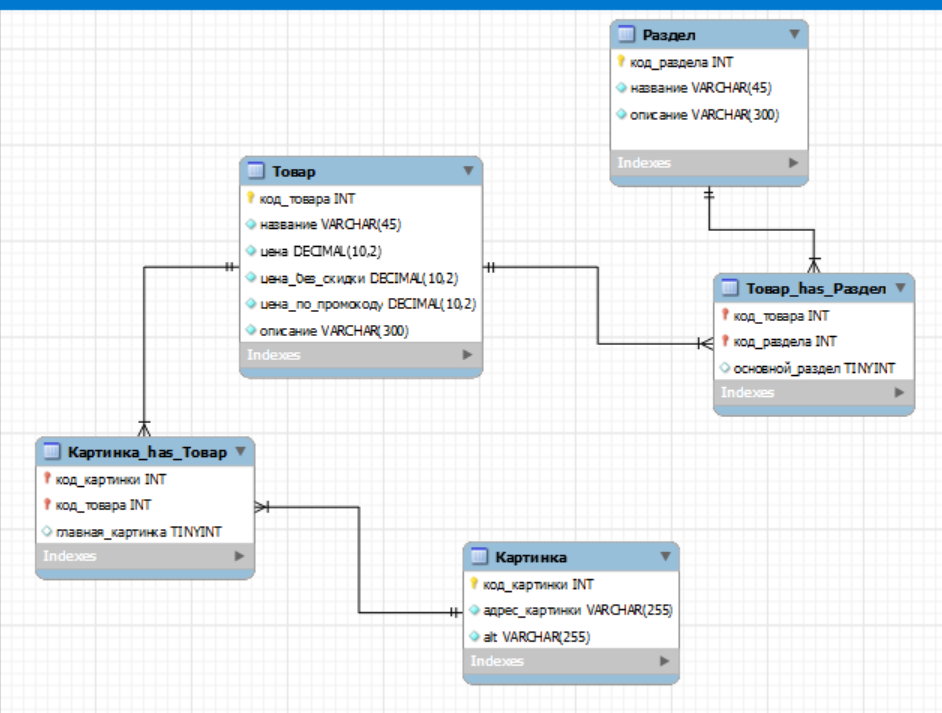 Раздел
код_раздела INT
название VARCHAR(45)
описание VARCHAR(300)
Indexes
Товар
код_товара INT
название VARCHAR(45)
цена DECIMAL(10,2)
цена_без_скидки DECIMAL(10,2)
цена_по_промокоду DECIMAL(10,2)
описание VARCHAR(300)
Indexes
Товар_has_Раздел
код_товара INT
код_раздела INT
основной_раздел TINYINT
Indexes
Картинка_has_Товар
код_картинки INT
код_товара INT
главная_картинка TINYINT
Indexes
Картинка
код_картинки INT
адрес_картинки VARCHAR(255)
alt VARCHAR(255)
Indexes